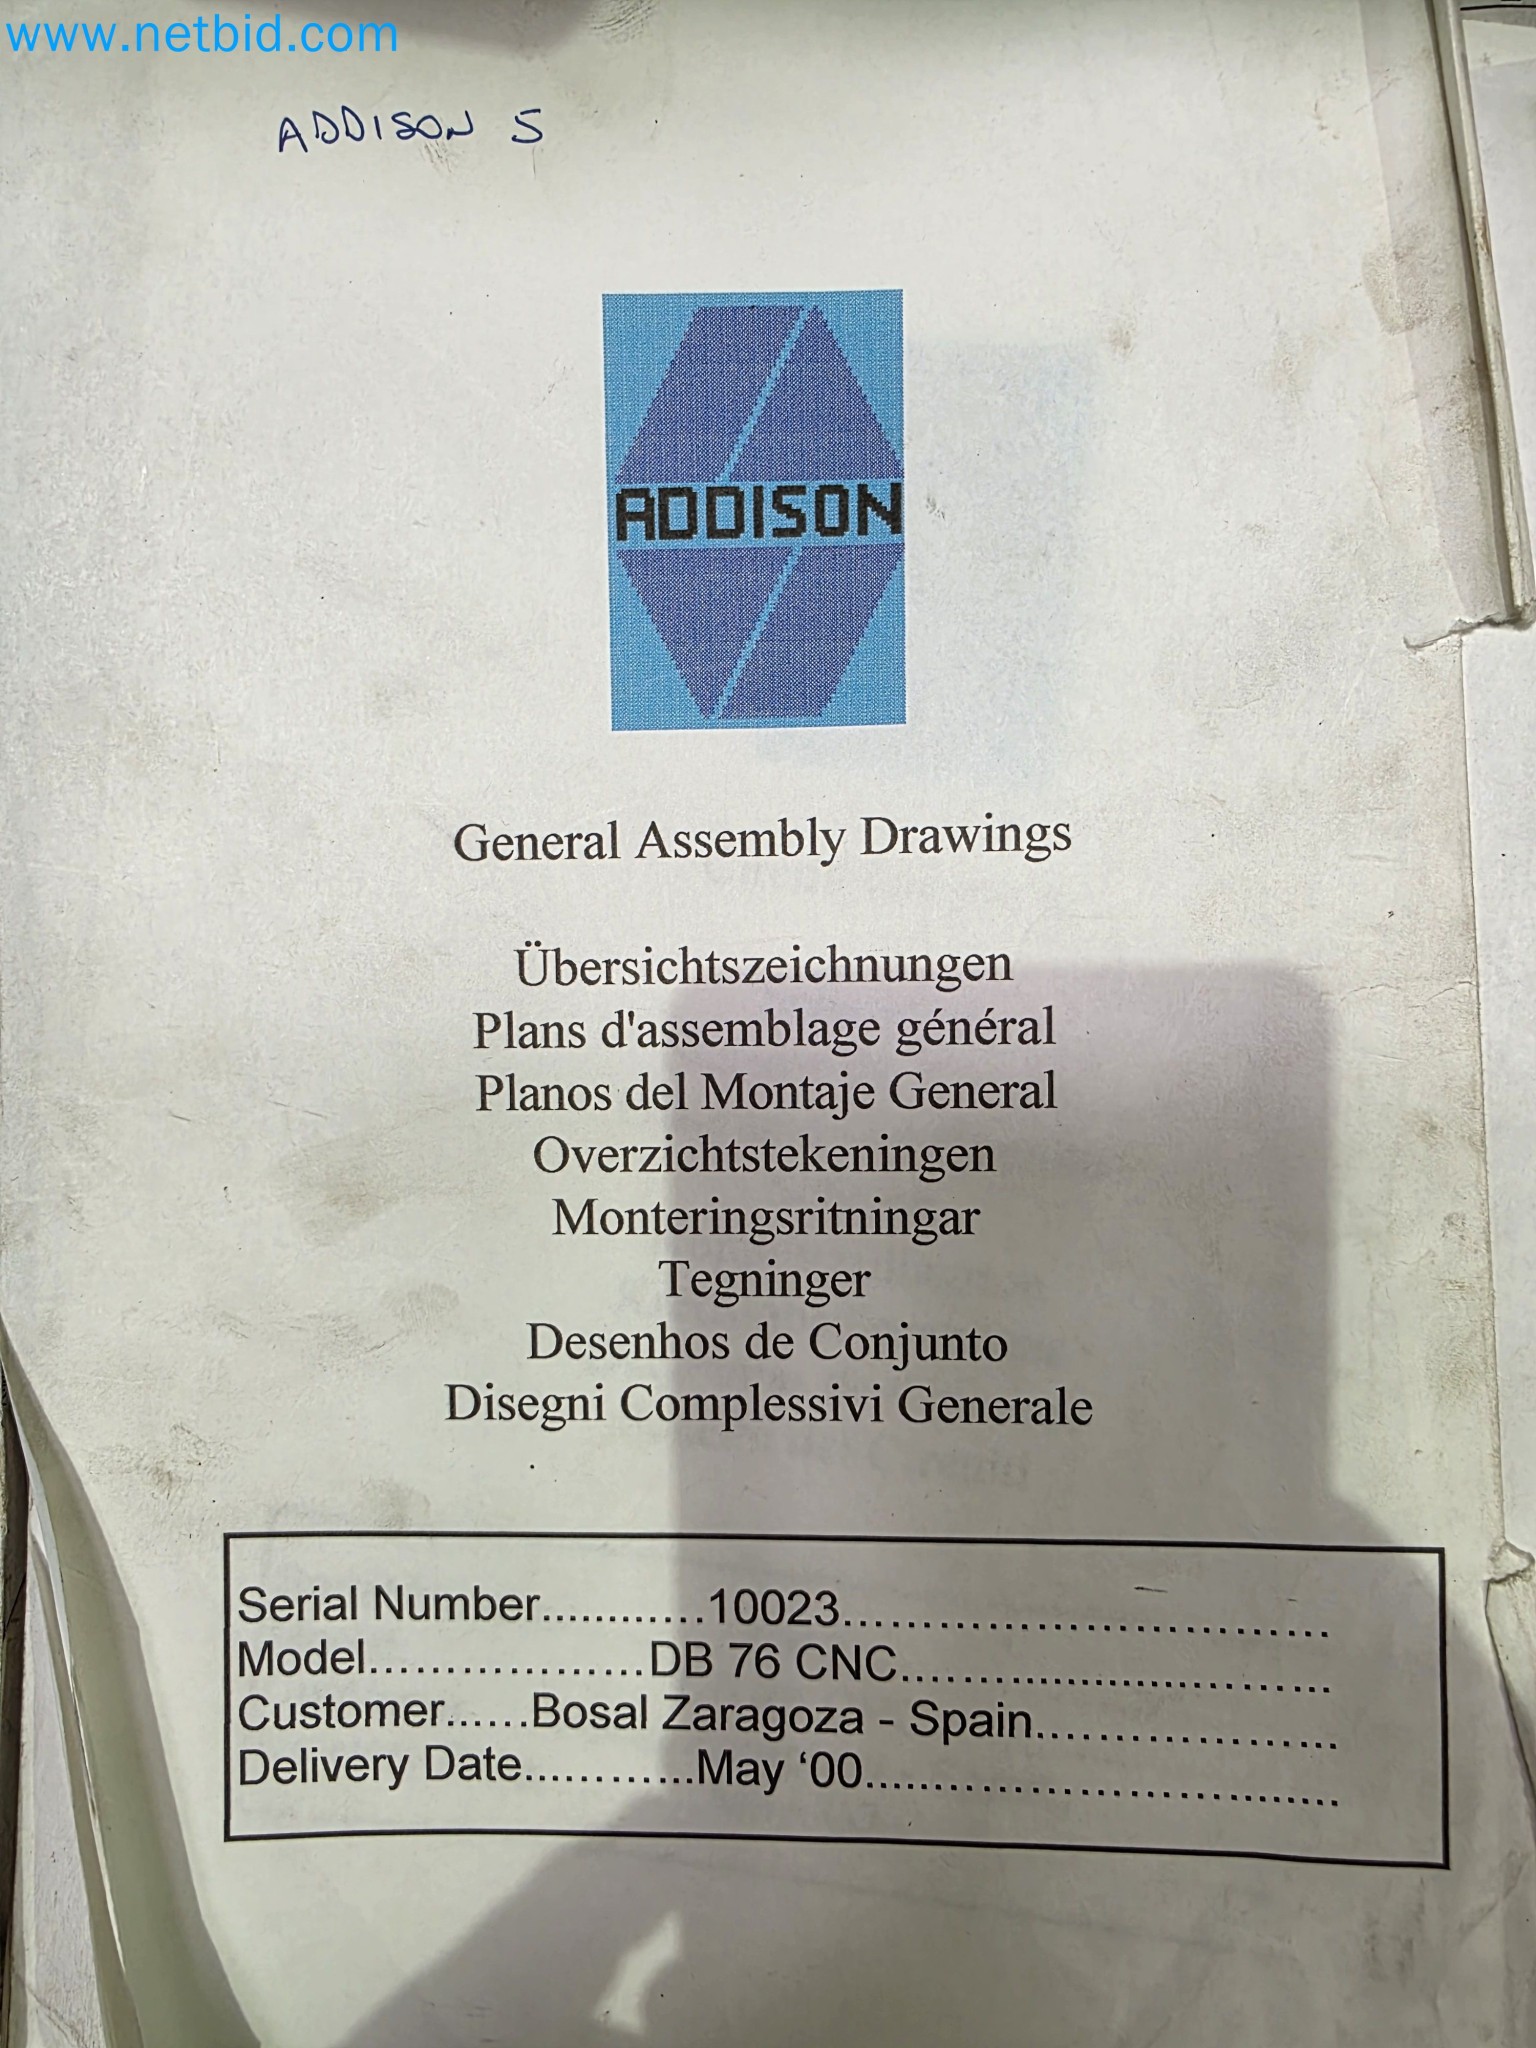 www.netbid.com
ADDISON 5
ADDISON
General Assembly Drawings
Übersichtszeichnungen
Plans d'assemblage général
Planos del Montaje General
Overzichtstekeningen
Monteringsritningar
Tegninger
Desenhos de Conjunto
Disegni Complessivi Generale
Serial Number............10023...............................
Model..................DB 76 CNC...........................
Customer......Bosal Zaragoza - Spain...................
Delivery Date............May ‘00..............................